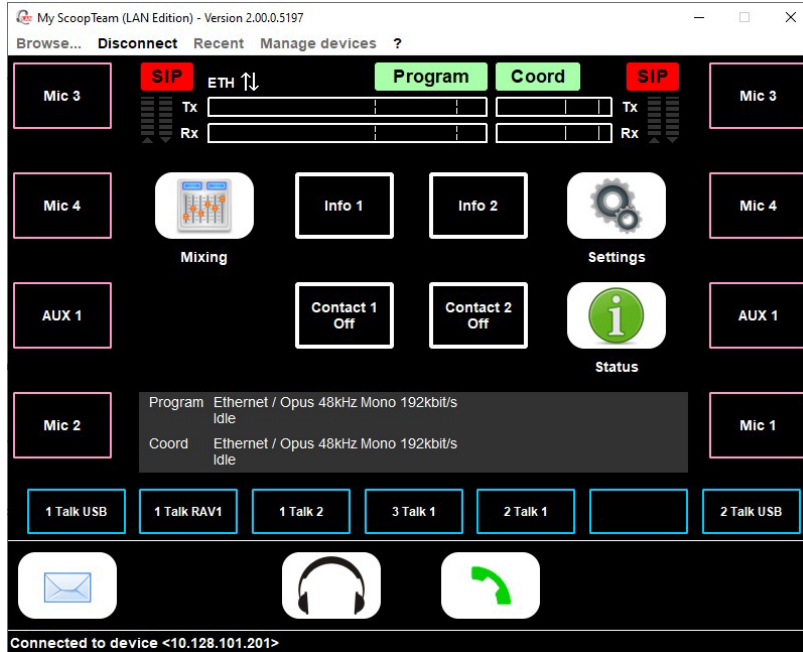 My ScoopTeam (LAN Edition) - Version 2.00.0.5197
Browse... Disconnect Recent Manage devices ?
Mic 3 SIP ETH Program Coord SIP Mic 3
Tx Tx
Rx Rx
Mic 4 Info 1 Info 2 Mic 4
Mixing Settings
AUX 1 Contact 1 Off Contact 2 Off AUX 1
Status
Mic 2 Program Ethernet / Opus 48kHz Mono 192kbit/s Mic 1
Idle
Coord Ethernet / Opus 48kHz Mono 192kbit/s
Idle
1 Talk USB 1 Talk RAV1 1 Talk 2 3 Talk 1 2 Talk 1 2 Talk USB
Connected to device <10.128.101.201>